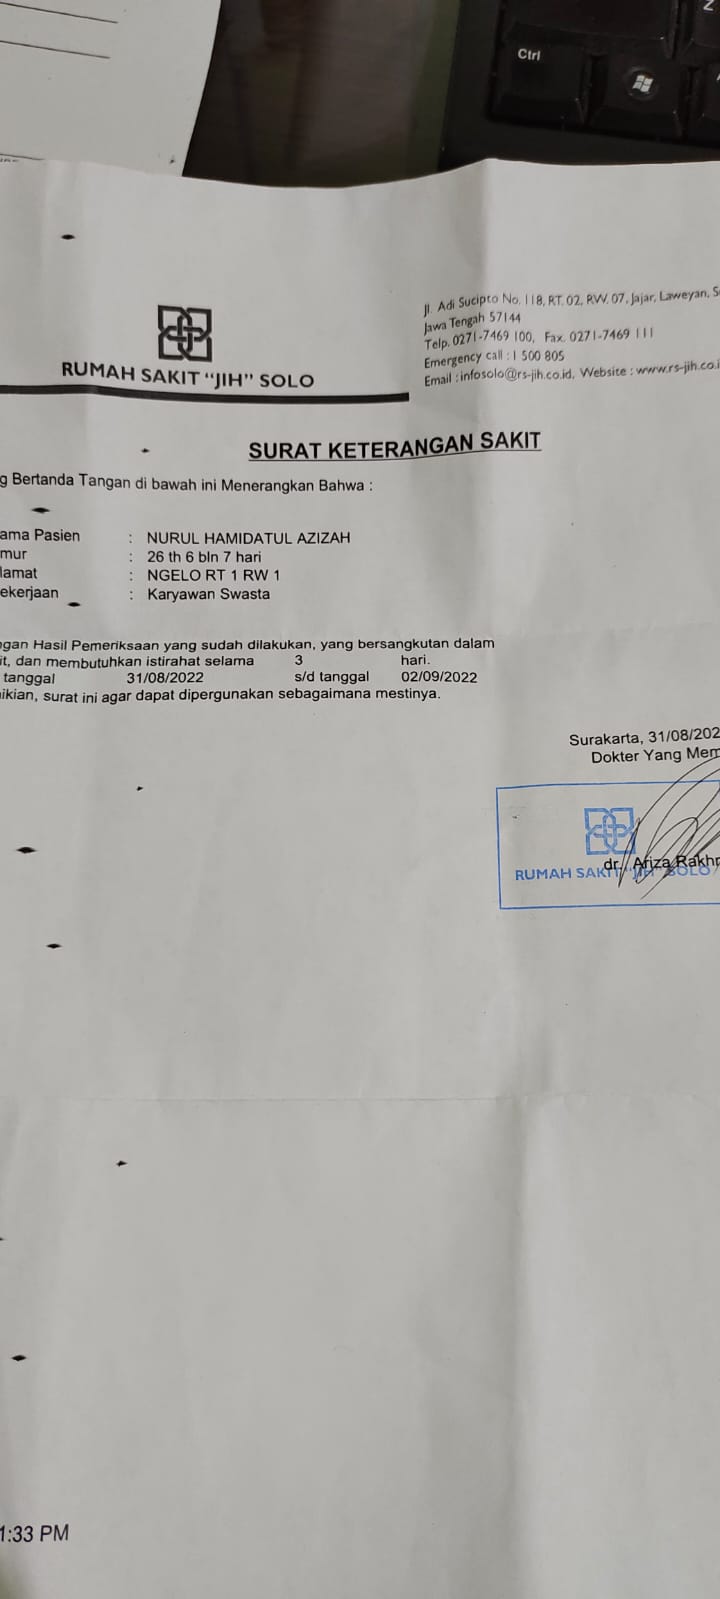 Ctrl
Z
RUMAH SAKIT "JIH" SOLO
Jl. Adi Sucipto No. 118, RT. 02, RW. 07, Jajar, Laweyan, S
Jawa Tengah 57144
Telp. 0271-7469 100, Fax. 0271-7469 111
Emergency call : 1 500 805
Email : infosolo@rs-jih.co.id, Website : www.rs-jih.co.i
SURAT KETERANGAN SAKIT
g Bertanda Tangan di bawah ini Menerangkan Bahwa :
ama Pasien : NURUL HAMIDATUL AZIZAH
mur : 26 th 6 bln 7 hari
lamat : NGELO RT 1 RW 1
ekerjaan : Karyawan Swasta
ngan Hasil Pemeriksaan yang sudah dilakukan, yang bersangkutan dalam
it, dan membutuhkan istirahat selama 3 hari.
tanggal 31/08/2022 s/d tanggal 02/09/2022
ikian, surat ini agar dapat dipergunakan sebagaimana mestinya.
Surakarta, 31/08/202
Dokter Yang Mem
dr. Ariza Rakhr
RUMAH SAKIT "JIH" SOLO
1:33 PM